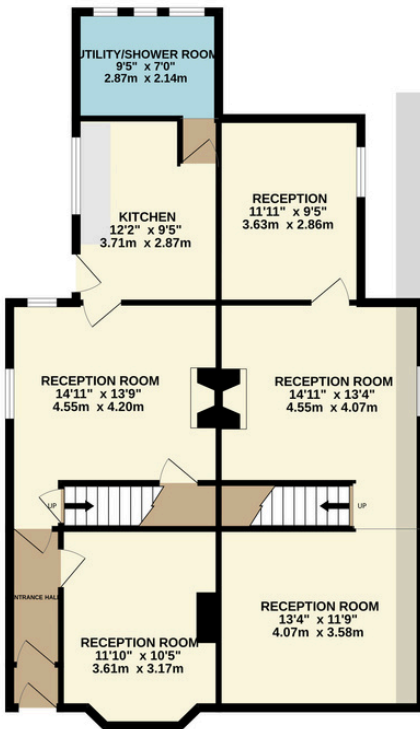 UTILITY/SHOWER ROOM
9'5" x 7'0"
2.87m x 2.14m
KITCHEN
12'2" x 9'5"
3.71m x 2.87m
RECEPTION
11'11" x 9'5"
3.63m x 2.86m
RECEPTION ROOM
14'11" x 13'9"
4.55m x 4.20m
RECEPTION ROOM
14'11" x 13'4"
4.55m x 4.07m
UP
UP
ENTRANCE HALL
RECEPTION ROOM
11'10" x 10'5"
3.61m x 3.17m
RECEPTION ROOM
13'4" x 11'9"
4.07m x 3.58m